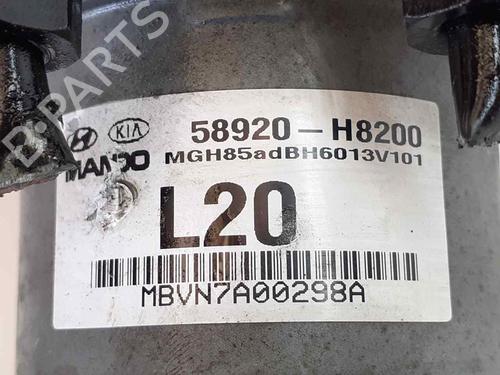 B-PARTS
KIA 58920-H8200
MANDO MGH85adBH6013V101
L20
MBVN7A00298A